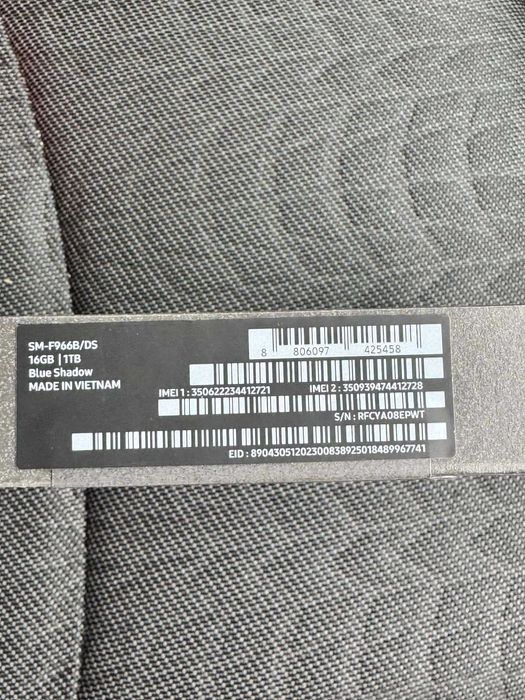 SM-F966B/DS
16GB | 1TB
Blue Shadow
MADE IN VIETNAM
8 806097 425458
IMEI 1 : 350622234412721 IMEI 2 : 350939474412728
S/N : RFCYA08EPWT
EID : 89043051202300838925018489967741